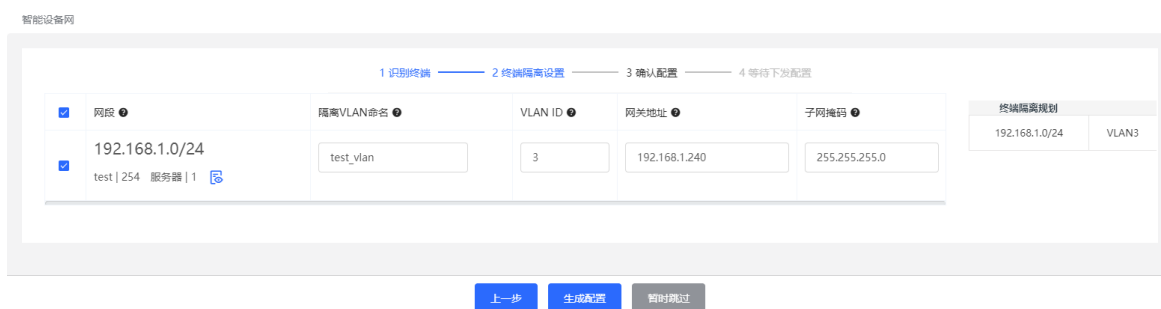 智能设备网
1 识别终端 2 终端隔离设置 3 确认配置 4 等待下发配置
网段 隔离VLAN命名 VLAN ID 网关地址 子网掩码
192.168.1.0/24 test_vlan 3 192.168.1.240 255.255.255.0
test | 254 服务器 | 1
终端隔离规划
192.168.1.0/24 VLAN3
上一步 生成配置 暂时跳过